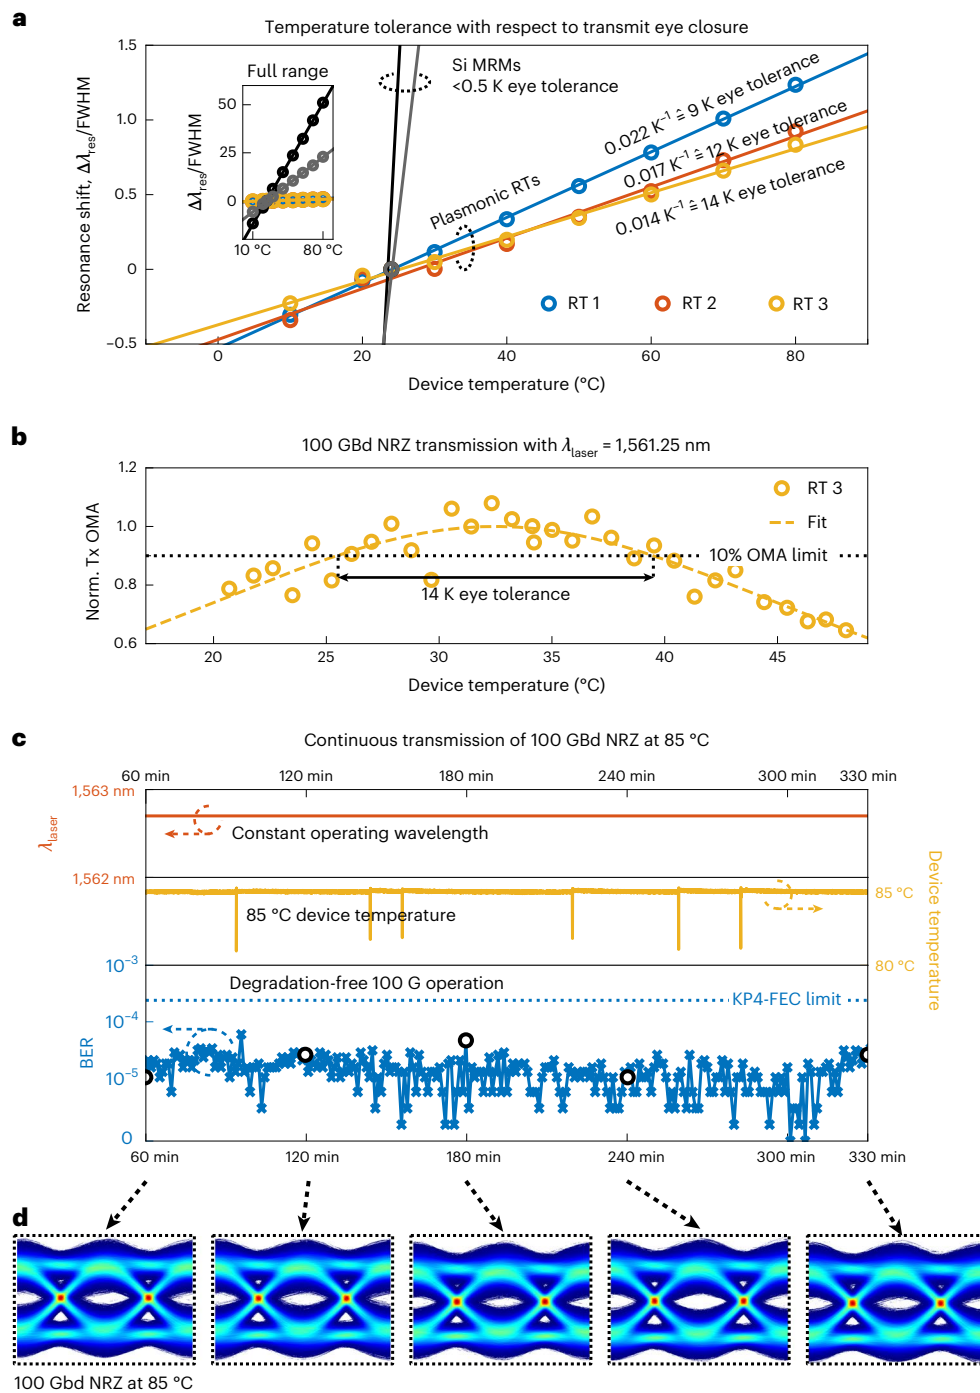 a
Temperature tolerance with respect to transmit eye closure
Resonance shift, Δλres/FWHM
1.5
1.0
0.5
0
−0.5
Full range
Δλres/FWHM
50
25
0
10 °C
80 °C
Si MRMs
<0.5 K eye tolerance
0.022 K⁻¹ ≙ 9 K eye tolerance
0.017 K⁻¹ ≙ 12 K eye tolerance
0.014 K⁻¹ ≙ 14 K eye tolerance
Plasmonic RTs
RT 1
RT 2
RT 3
0
20
40
60
80
Device temperature (°C)
b
100 GBd NRZ transmission with λlaser = 1,561.25 nm
Norm. Tx OMA
1.2
1.0
0.8
0.6
RT 3
Fit
10% OMA limit
14 K eye tolerance
20
25
30
35
40
45
Device temperature (°C)
c
Continuous transmission of 100 GBd NRZ at 85 °C
60 min
120 min
180 min
240 min
300 min
330 min
1,563 nm
λlaser
Constant operating wavelength
1,562 nm
85 °C device temperature
85 °C
80 °C
Device temperature
10⁻³
Degradation-free 100 G operation
KP4-FEC limit
10⁻⁴
BER
10⁻⁵
0
60 min
120 min
180 min
240 min
300 min
330 min
d
100 Gbd NRZ at 85 °C